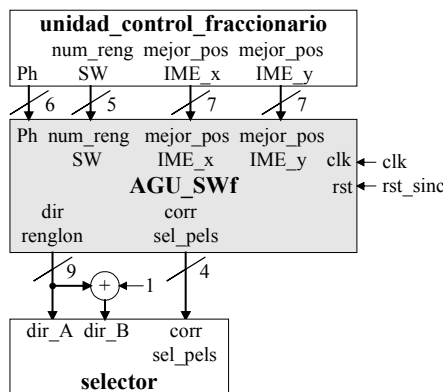 unidad_control_fraccionario
num_reng mejor_pos mejor_pos
Ph SW IME_x IME_y
6 5 7 7
Ph num_reng mejor_pos mejor_pos
SW IME_x IME_y
clk clk
AGU_SWf
rst rst_sinc
dir corr
renglon sel_pels
9 + 1 4
dir_A dir_B corr
sel_pels
selector